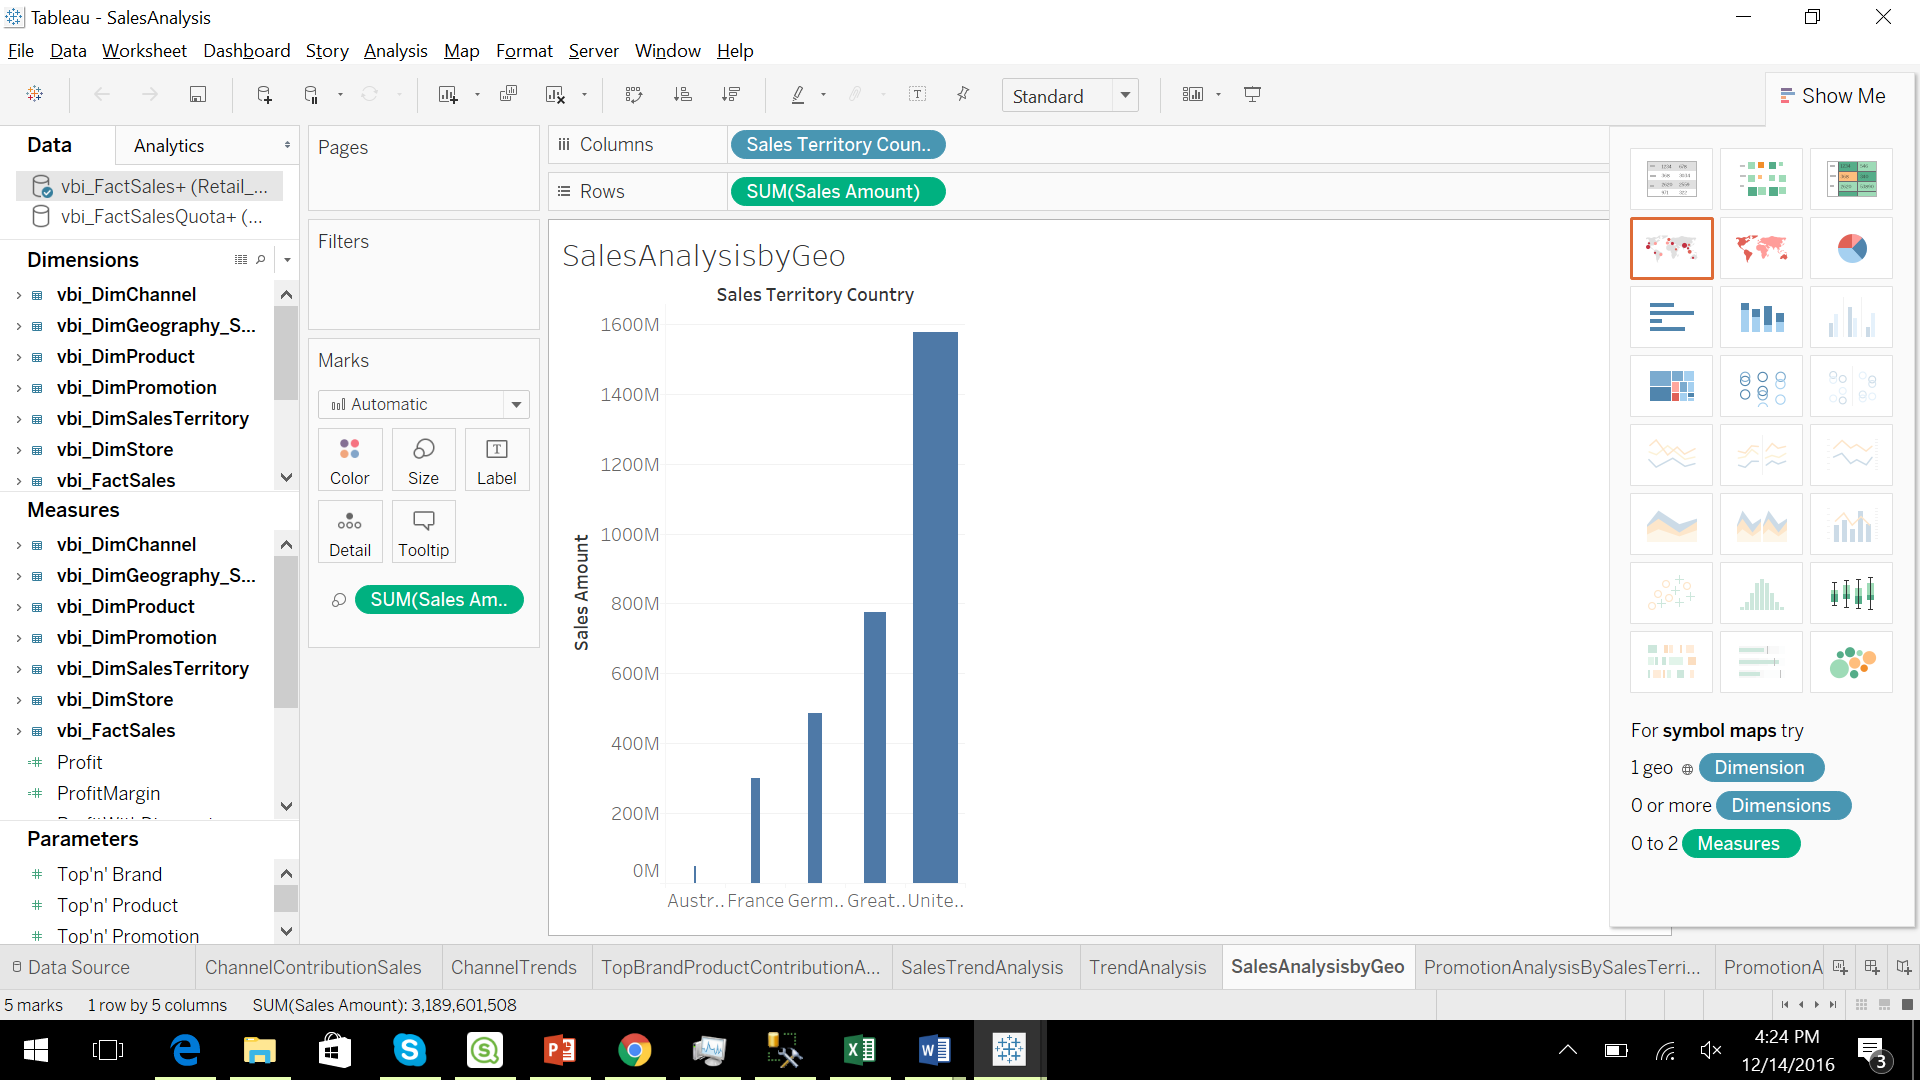 Tableau - SalesAnalysis
File Data Worksheet Dashboard Story Analysis Map Format Server Window Help
Standard
Show Me
Data Analytics
vbi_FactSales+ (Retail_...
vbi_FactSalesQuota+ (...
Dimensions
vbi_DimChannel
vbi_DimGeography_S...
vbi_DimProduct
vbi_DimPromotion
vbi_DimSalesTerritory
vbi_DimStore
vbi_FactSales
Measures
vbi_DimChannel
vbi_DimGeography_S...
vbi_DimProduct
vbi_DimPromotion
vbi_DimSalesTerritory
vbi_DimStore
vbi_FactSales
Profit
ProfitMargin
Parameters
Top'n' Brand
Top'n' Product
Top'n' Promotion
Pages
Filters
Marks
Automatic
Color Size Label
Detail Tooltip
SUM(Sales Am..
Columns Sales Territory Coun..
Rows SUM(Sales Amount)
SalesAnalysisbyGeo
Sales Territory Country
Sales Amount
1600M
1400M
1200M
1000M
800M
600M
400M
200M
0M
Austr.. France Germ.. Great.. Unite..
For symbol maps try
1 geo Dimension
0 or more Dimensions
0 to 2 Measures
Data Source ChannelContributionSales ChannelTrends TopBrandProductContributionA... SalesTrendAnalysis TrendAnalysis SalesAnalysisbyGeo PromotionAnalysisBySalesTerri... PromotionA
5 marks 1 row by 5 columns SUM(Sales Amount): 3,189,601,508
4:24 PM
12/14/2016
3